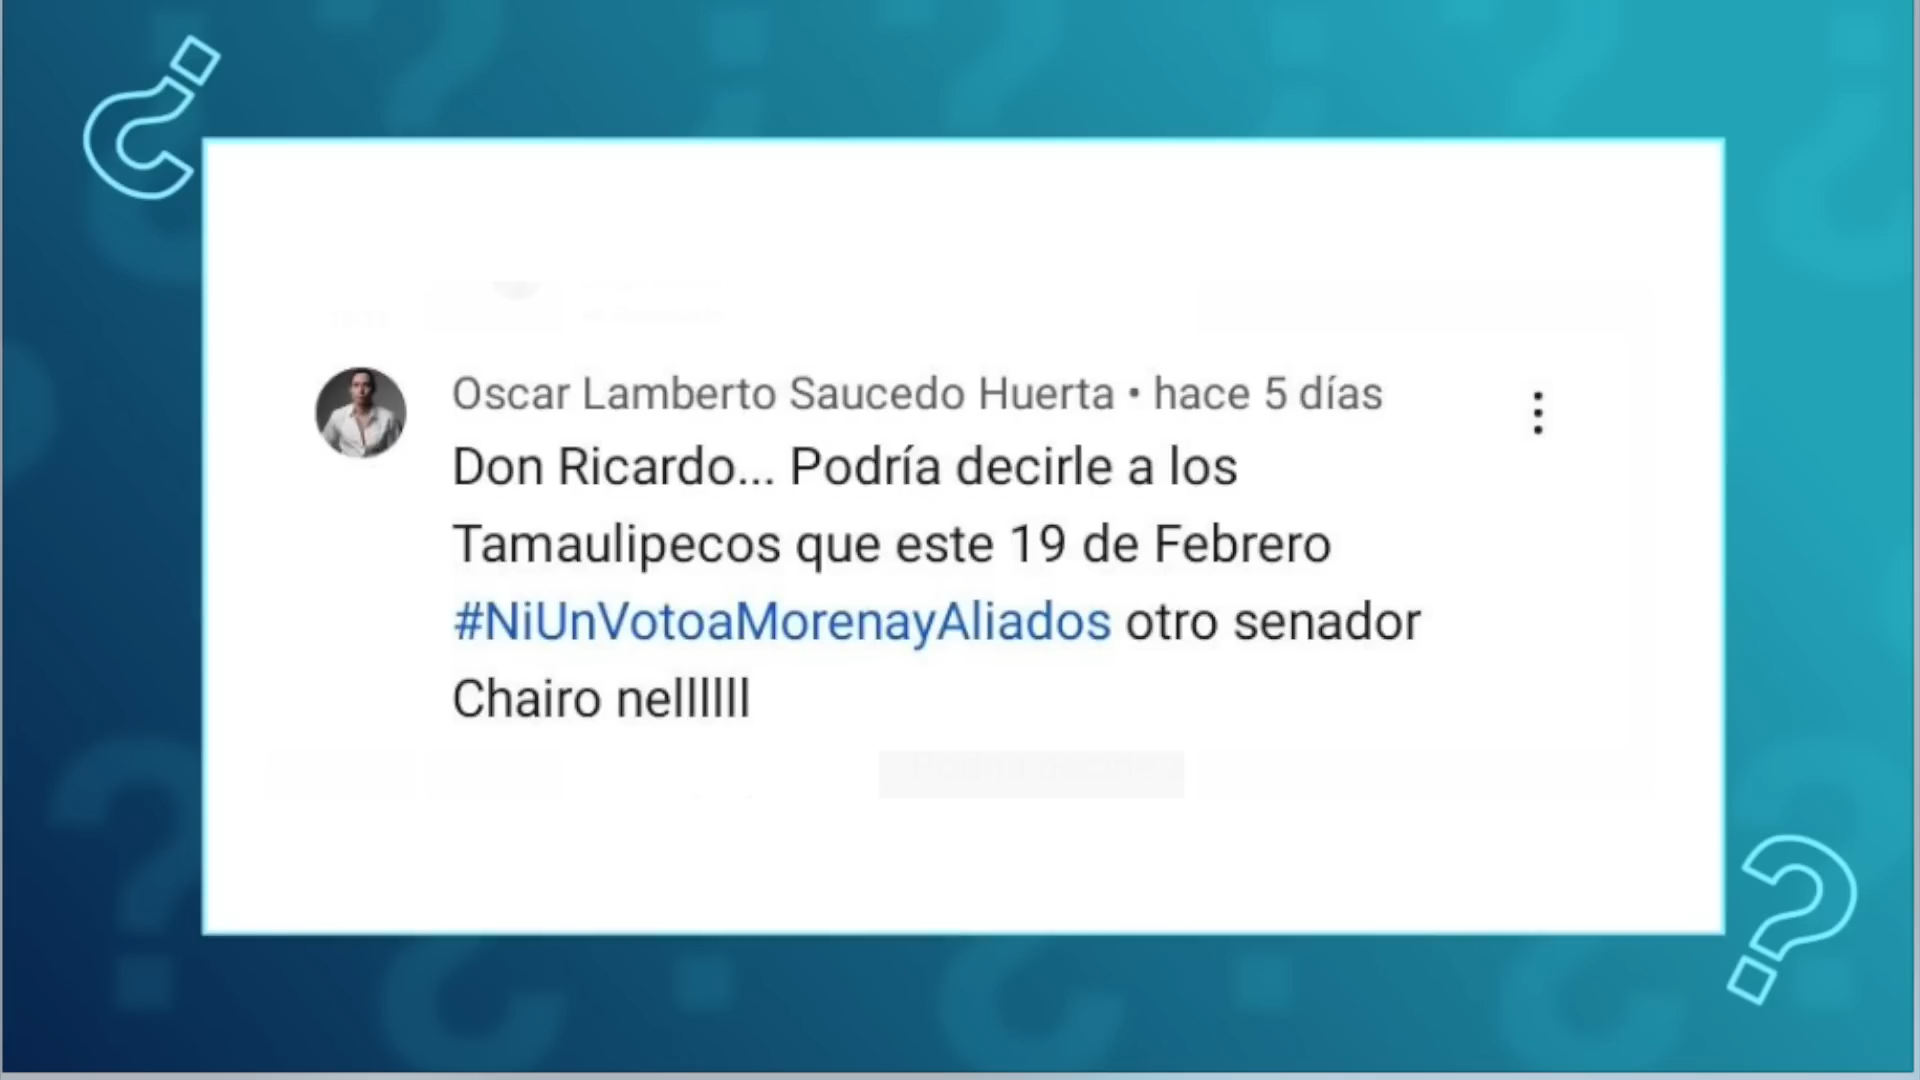 Oscar Lamberto Saucedo Huerta • hace 5 días
Don Ricardo... Podría decirle a los
Tamaulipecos que este 19 de Febrero
#NiUnVotoaMorenayAliados otro senador
Chairo nellllll